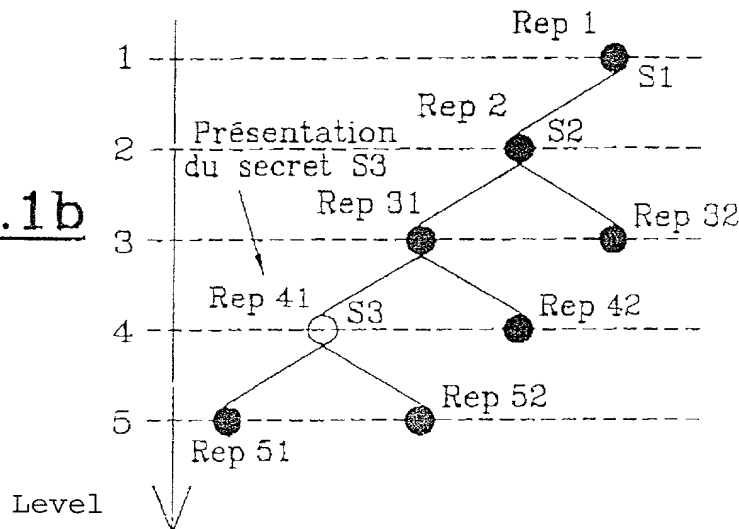 Rep 1
1
S1
Rep 2
S2
Présentation
2
du secret S3
.1b
Rep 31
Rep 32
3
Rep 41
S3
Rep 42
4
Rep 52
5
Rep 51
Level